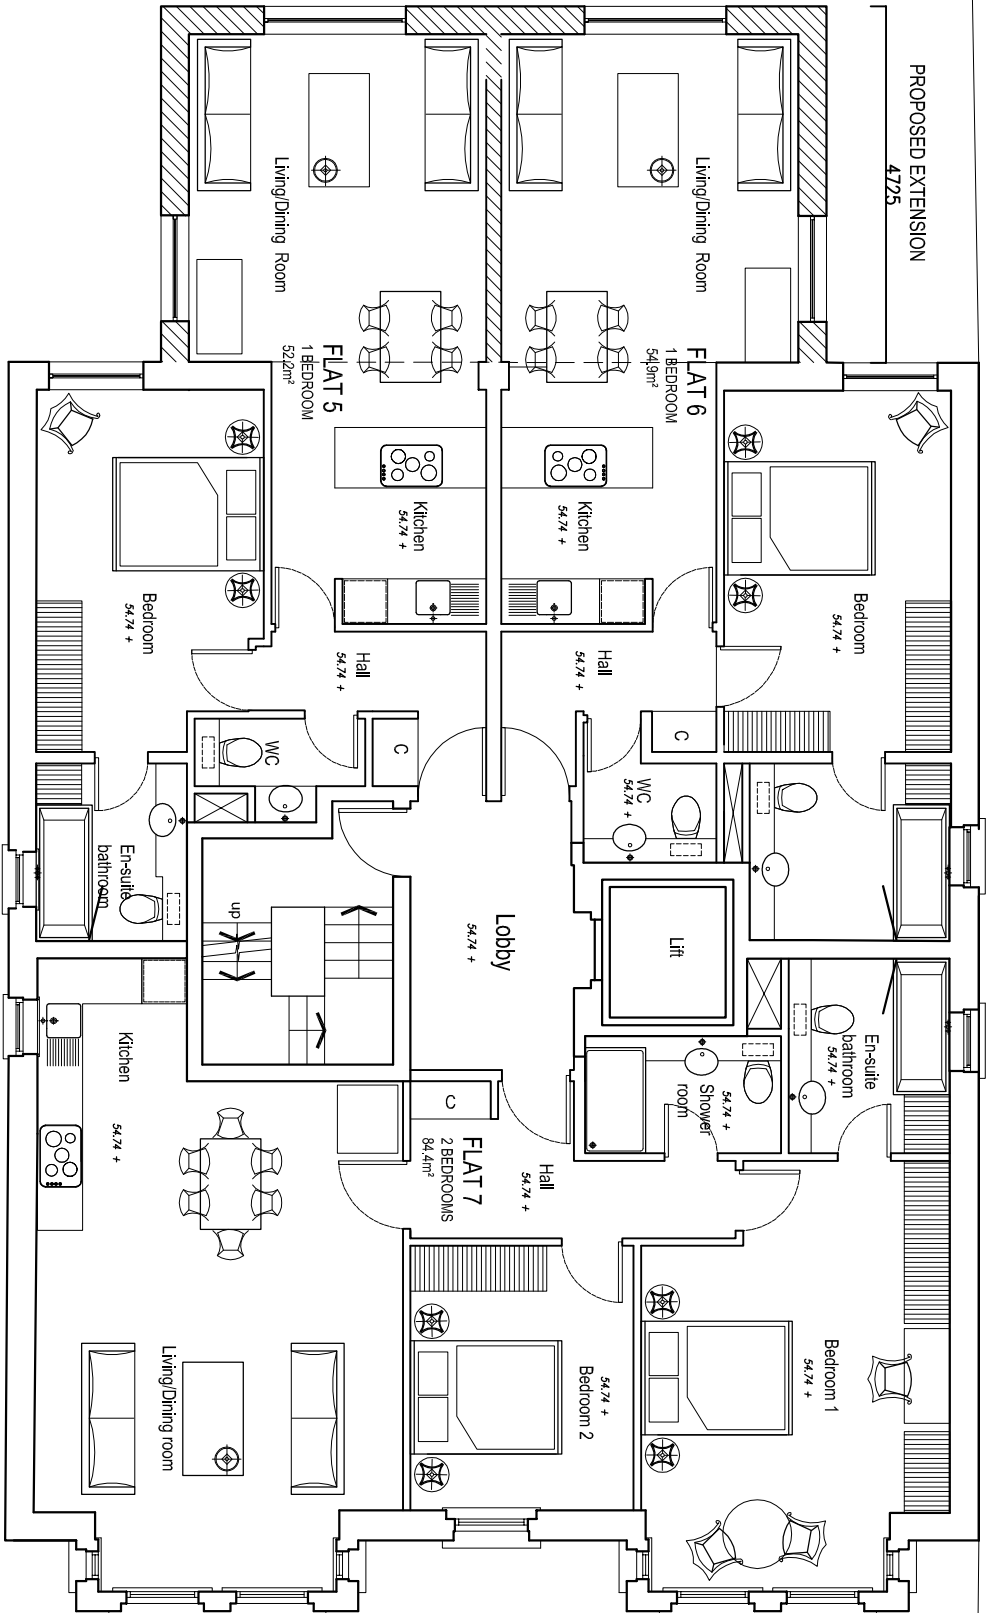 PROPOSED EXTENSION
4725
Living/Dining Room
Living/Dining Room
FLAT 5
1 BEDROOM
52.2m²
FLAT 6
1 BEDROOM
54.9m²
Kitchen
54.74 +
Kitchen
54.74 +
Bedroom
54.74 +
Bedroom
54.74 +
Hall
54.74 +
Hall
54.74 +
WC
C
C
WC
54.74 +
En-suite
bathroom
up
Lobby
54.74 +
Lift
En-suite
bathroom
54.74 +
Kitchen
54.74 +
C
54.74 +
Shower
room
FLAT 7
2 BEDROOMS
84.4m²
Hall
54.74 +
Living/Dining room
54.74 +
Bedroom 2
Bedroom 1
54.74 +